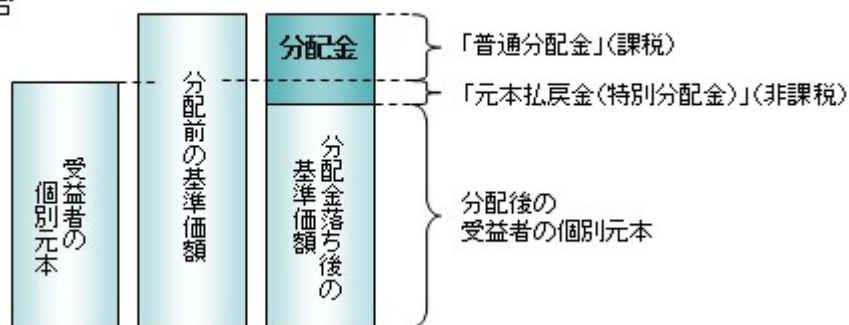 分配金
「普通分配金」(課税)
「元本払戻金(特別分配金)」(非課税)
受益者の
個別元本
分配前の基準価額
分配金落ち後の
基準価額
分配後の
受益者の個別元本